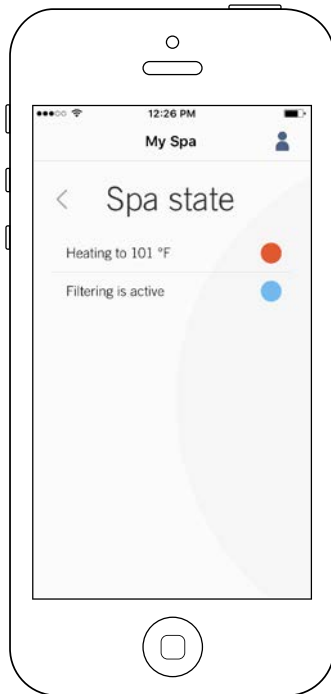 12:26 PM
My Spa
Spa state
Heating to 101 °F
Filtering is active